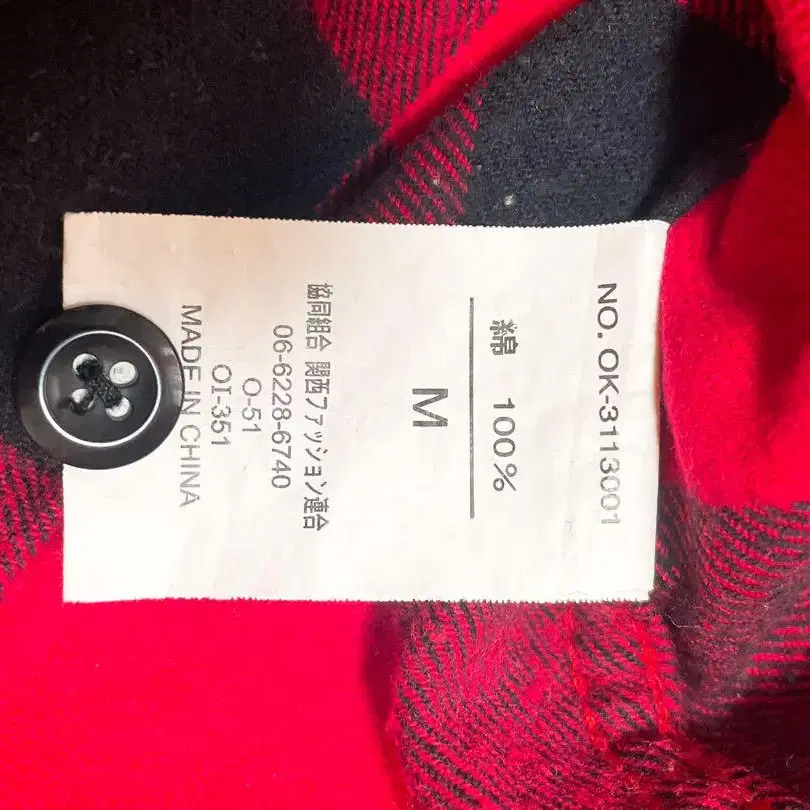 NO. OK-3113001
綿 100%
M
協同組合 関西ファッション連合
06-6228-6740
O-51
OI-351
MADE IN CHINA